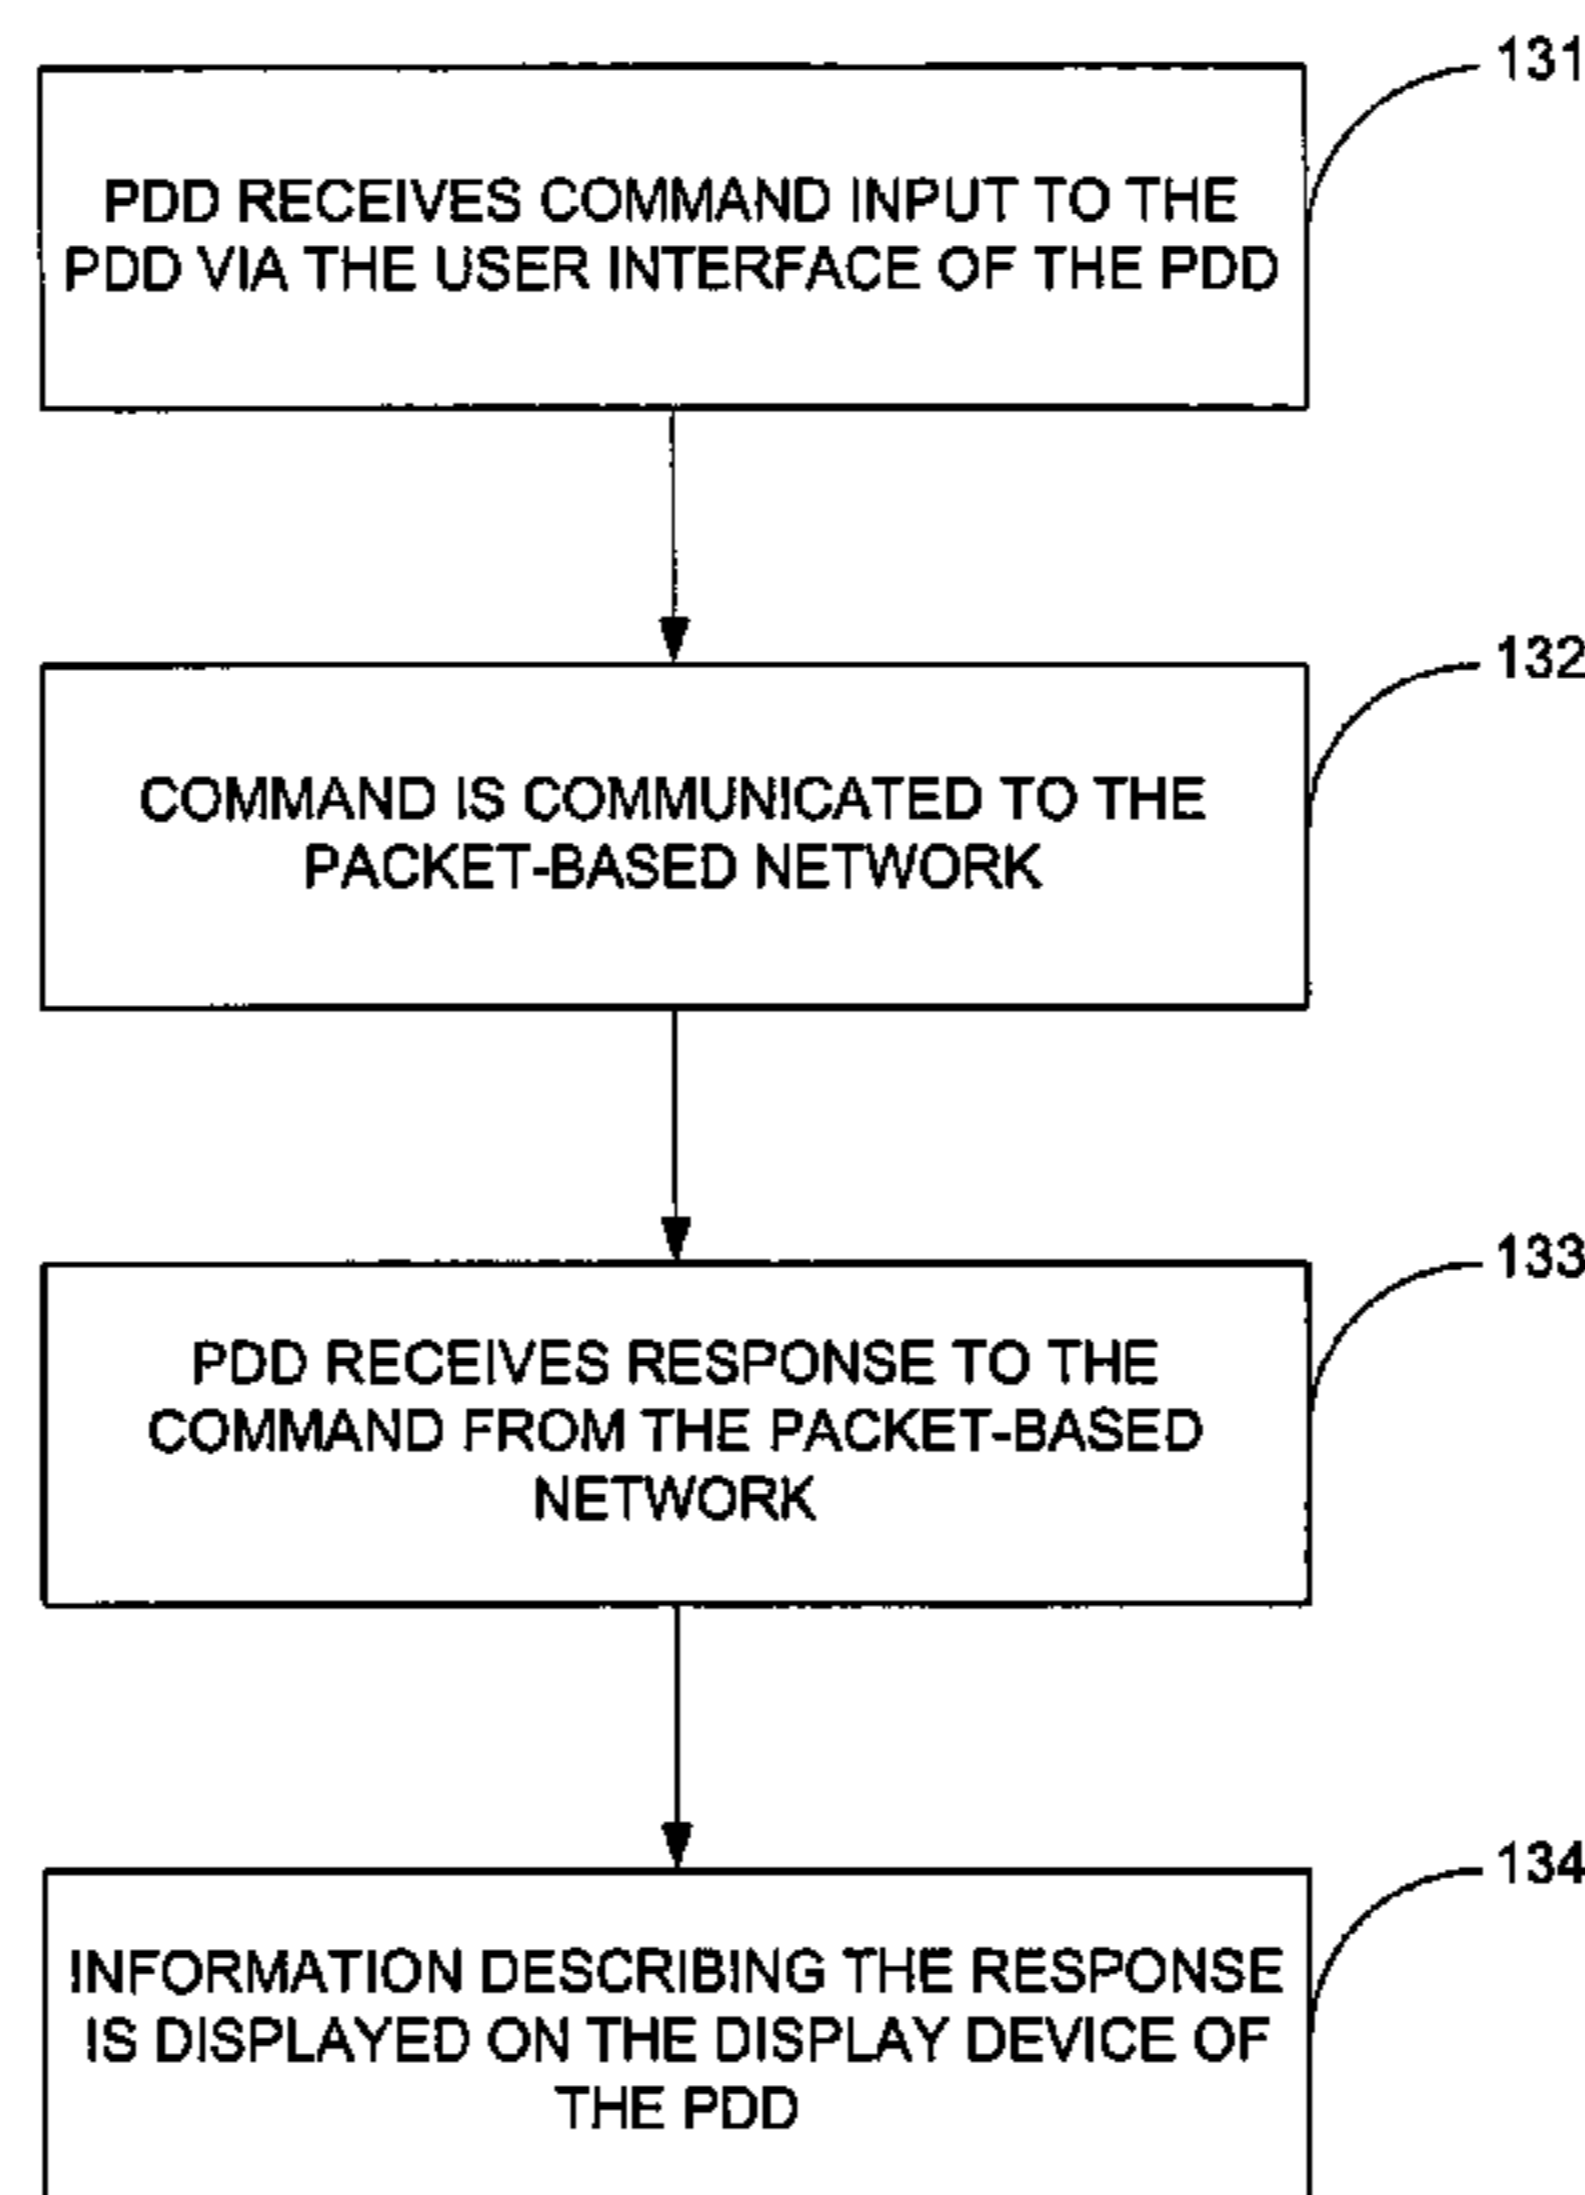 131
PDD RECEIVES COMMAND INPUT TO THE
PDD VIA THE USER INTERFACE OF THE PDD
132
COMMAND IS COMMUNICATED TO THE
PACKET-BASED NETWORK
133
PDD RECEIVES RESPONSE TO THE
COMMAND FROM THE PACKET-BASED
NETWORK
134
INFORMATION DESCRIBING THE RESPONSE
IS DISPLAYED ON THE DISPLAY DEVICE OF
THE PDD